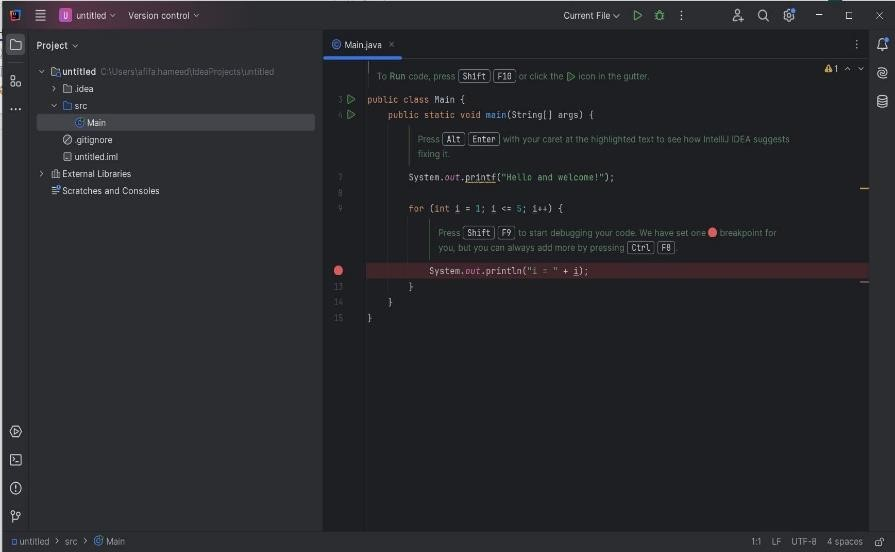 U untitled Version control Current File
Project
Main.java
untitled C:\Users\afifa.hameed\IdeaProjects\untitled
.idea
src
Main
.gitignore
untitled.iml
External Libraries
Scratches and Consoles
To Run code, press Shift F10 or click the icon in the gutter.
1
3 public class Main {
4 public static void main(String[] args) {
Press Alt Enter with your caret at the highlighted text to see how IntelliJ IDEA suggests
fixing it.
7 System.out.printf("Hello and welcome!");
8
9 for (int i = 1; i <= 5; i++) {
Press Shift F9 to start debugging your code. We have set one breakpoint for
you, but you can always add more by pressing Ctrl F8.
System.out.println("i = " + i);
13 }
14 }
15 }
untitled > src > Main
1:1 LF UTF-8 4 spaces